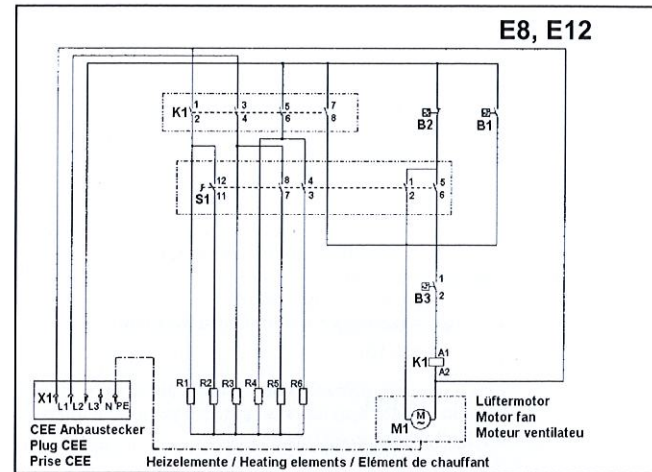 E8, E12
1 3 5 7
K1
2 4 6 8
B2 B1
12 8 4 1 5
S1
11 7 3 2 6
1
B3
2
A1
K1
A2
R1 R2 R3 R4 R5 R6
X1
L1 L2 L3 N PE
M
~
M1
Lüftermotor
Motor fan
Moteur ventilateu
CEE Anbaustecker
Plug CEE
Prise CEE
Heizelemente / Heating elements / Elément de chauffant